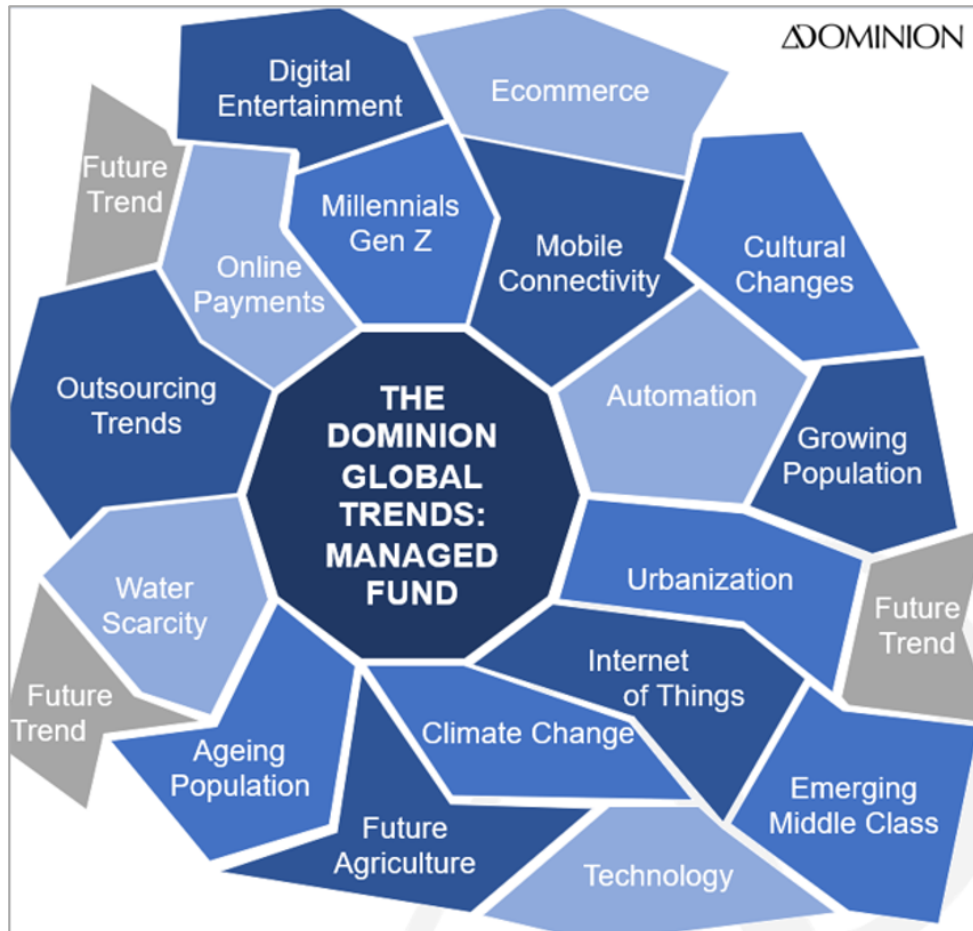 DOMINION
Digital
Entertainment
Ecommerce
Future
Trend
Millennials
Gen Z
Online
Payments
Mobile
Connectivity
Cultural
Changes
Outsourcing
Trends
Automation
Growing
Population
THE
DOMINION
GLOBAL
TRENDS:
MANAGED
FUND
Water
Scarcity
Urbanization
Future
Trend
Internet
of Things
Future
Trend
Ageing
Population
Climate Change
Emerging
Middle Class
Future
Agriculture
Technology